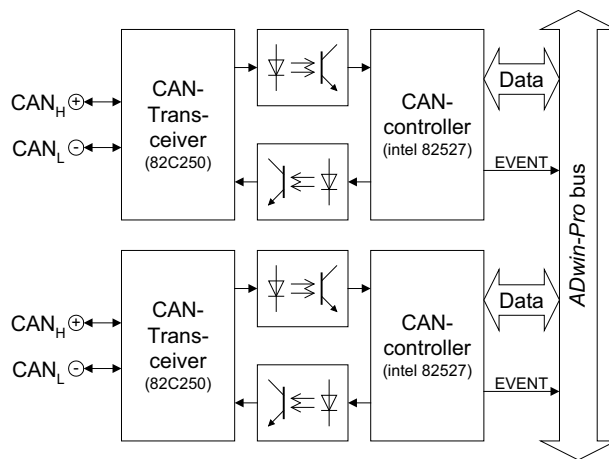 CAN-
Trans-
ceiver
(82C250)
CANH +
CANL -
CAN-
controller
(intel 82527)
Data
EVENT
CAN-
Trans-
ceiver
(82C250)
CANH +
CANL -
CAN-
controller
(intel 82527)
Data
EVENT
ADwin-Pro bus